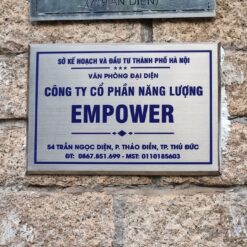 SỞ KẾ HOẠCH VÀ ĐẦU TƯ THÀNH PHỐ HÀ NỘI
VĂN PHÒNG ĐẠI DIỆN
CÔNG TY CỔ PHẦN NĂNG LƯỢNG
EMPOWER
54 TRẦN NGỌC DIỆN, P. THẢO ĐIỀN, TP. THỦ ĐỨC
ĐT: 0867.851.699 - MST: 0110185603